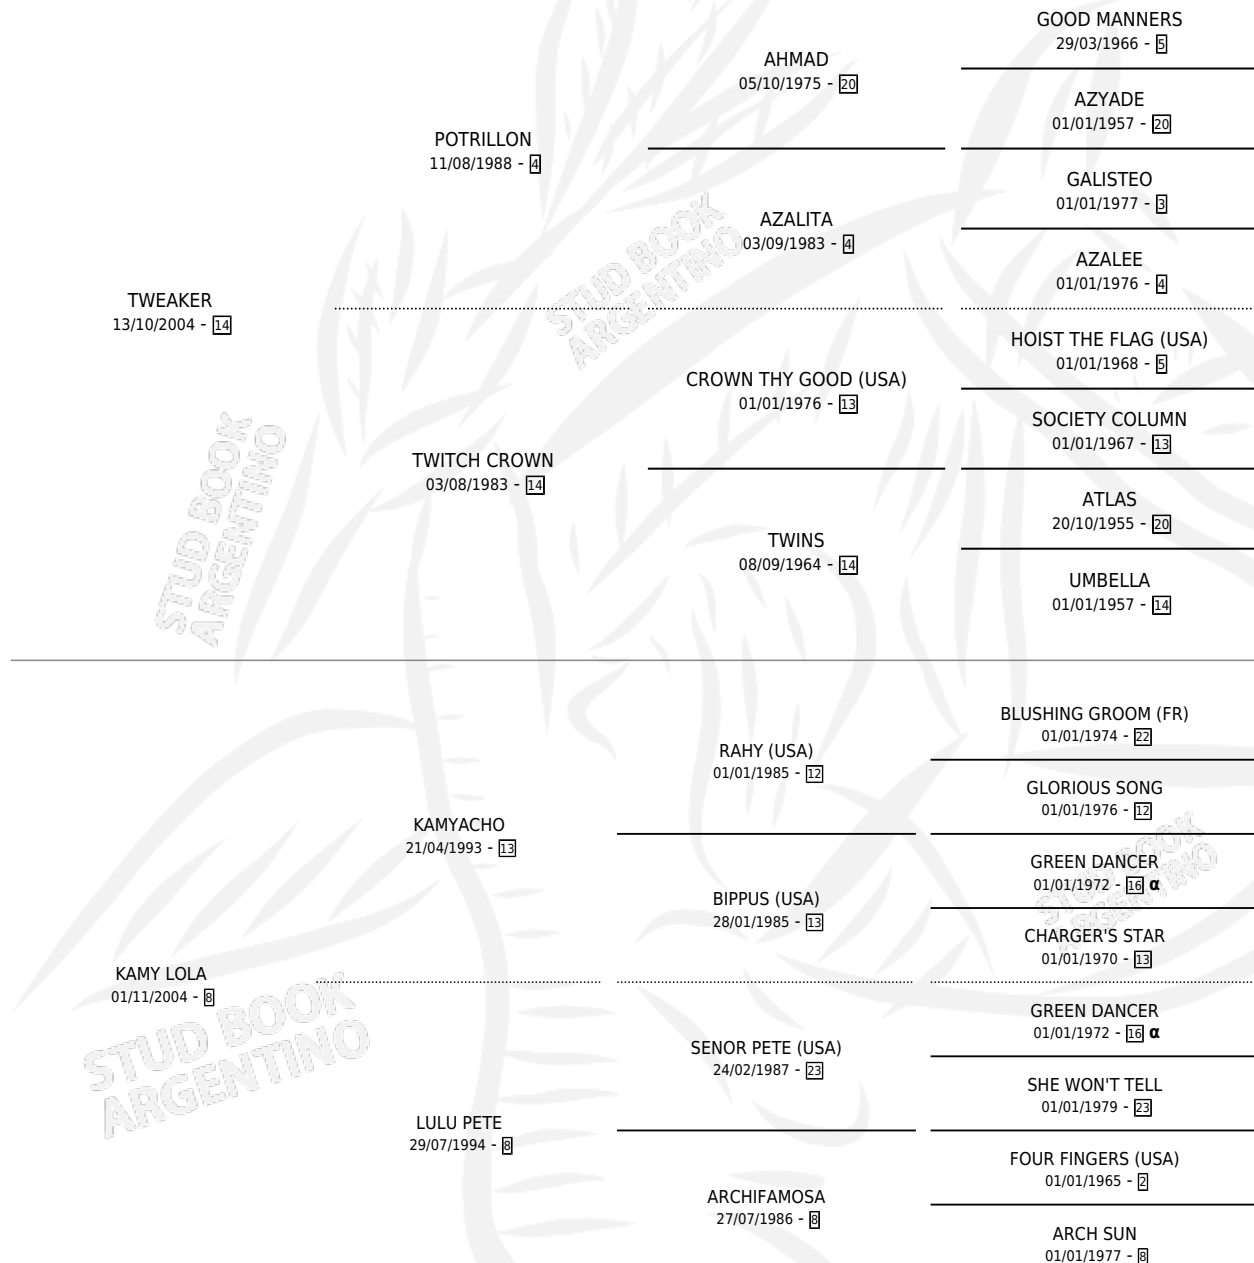 GOOD MANNERS
29/03/1966 - 5
AHMAD
05/10/1975 - 20
AZYADE
01/01/1957 - 20
POTRILLON
11/08/1988 - 4
GALISTEO
01/01/1977 - 3
AZALITA
03/09/1983 - 4
AZALEE
01/01/1976 - 4
TWEAKER
13/10/2004 - 14
HOIST THE FLAG (USA)
01/01/1968 - 5
CROWN THY GOOD (USA)
01/01/1976 - 13
SOCIETY COLUMN
01/01/1967 - 13
TWITCH CROWN
03/08/1983 - 14
ATLAS
20/10/1955 - 20
TWINS
08/09/1964 - 14
UMBELLA
01/01/1957 - 14
STUD BOOK
ARGENTINO
STUD BOOK
ARGENTINO
BLUSHING GROOM (FR)
01/01/1974 - 22
RAHY (USA)
01/01/1985 - 12
GLORIOUS SONG
01/01/1976 - 12
KAMYACHO
21/04/1993 - 13
GREEN DANCER
01/01/1972 - 16 α
BIPPUS (USA)
28/01/1985 - 13
CHARGER'S STAR
01/01/1970 - 13
KAMY LOLA
01/11/2004 - 8
GREEN DANCER
01/01/1972 - 16 α
SENOR PETE (USA)
24/02/1987 - 23
SHE WON'T TELL
01/01/1979 - 23
LULU PETE
29/07/1994 - 8
FOUR FINGERS (USA)
01/01/1965 - 2
ARCHIFAMOSA
27/07/1986 - 8
ARCH SUN
01/01/1977 - 8
STUD BOOK
ARGENTINO
STUD BOOK
ARGENTINO